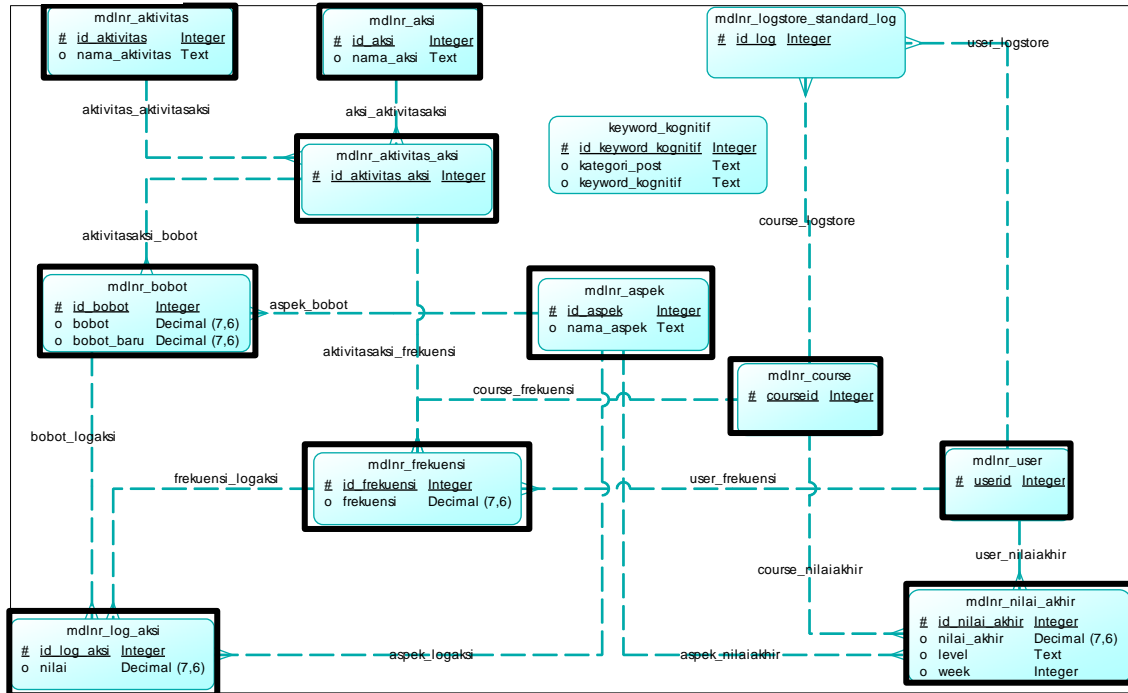 mdlnr_aktivitas
# id_aktivitas Integer
o nama_aktivitas Text
mdlnr_aksi
# id_aksi Integer
o nama_aksi Text
mdlnr_logstore_standard_log
# id_log Integer
user_logstore
aktivitas_aktivitasaksi
aksi_aktivitasaksi
keyword_kognitif
# id_keyword_kognitif Integer
o kategori_post Text
o keyword_kognitif Text
mdlnr_aktivitas_aksi
# id_aktivitas_aksi Integer
course_logstore
aktivitasaksi_bobot
mdlnr_bobot
# id_bobot Integer
o bobot Decimal (7,6)
o bobot_baru Decimal (7,6)
aspek_bobot
mdlnr_aspek
# id_aspek Integer
o nama_aspek Text
aktivitasaksi_frekuensi
mdlnr_course
# courseid Integer
course_frekuensi
bobot_logaksi
mdlnr_frekuensi
# id_frekuensi Integer
o frekuensi Decimal (7,6)
frekuensi_logaksi
user_frekuensi
mdlnr_user
# userid Integer
user_nilaiakhir
course_nilaiakhir
mdlnr_log_aksi
# id_log_aksi Integer
o nilai Decimal (7,6)
aspek_logaksi
aspek_nilaiakhir
mdlnr_nilai_akhir
# id_nilai_akhir Integer
o nilai_akhir Decimal (7,6)
o level Text
o week Integer